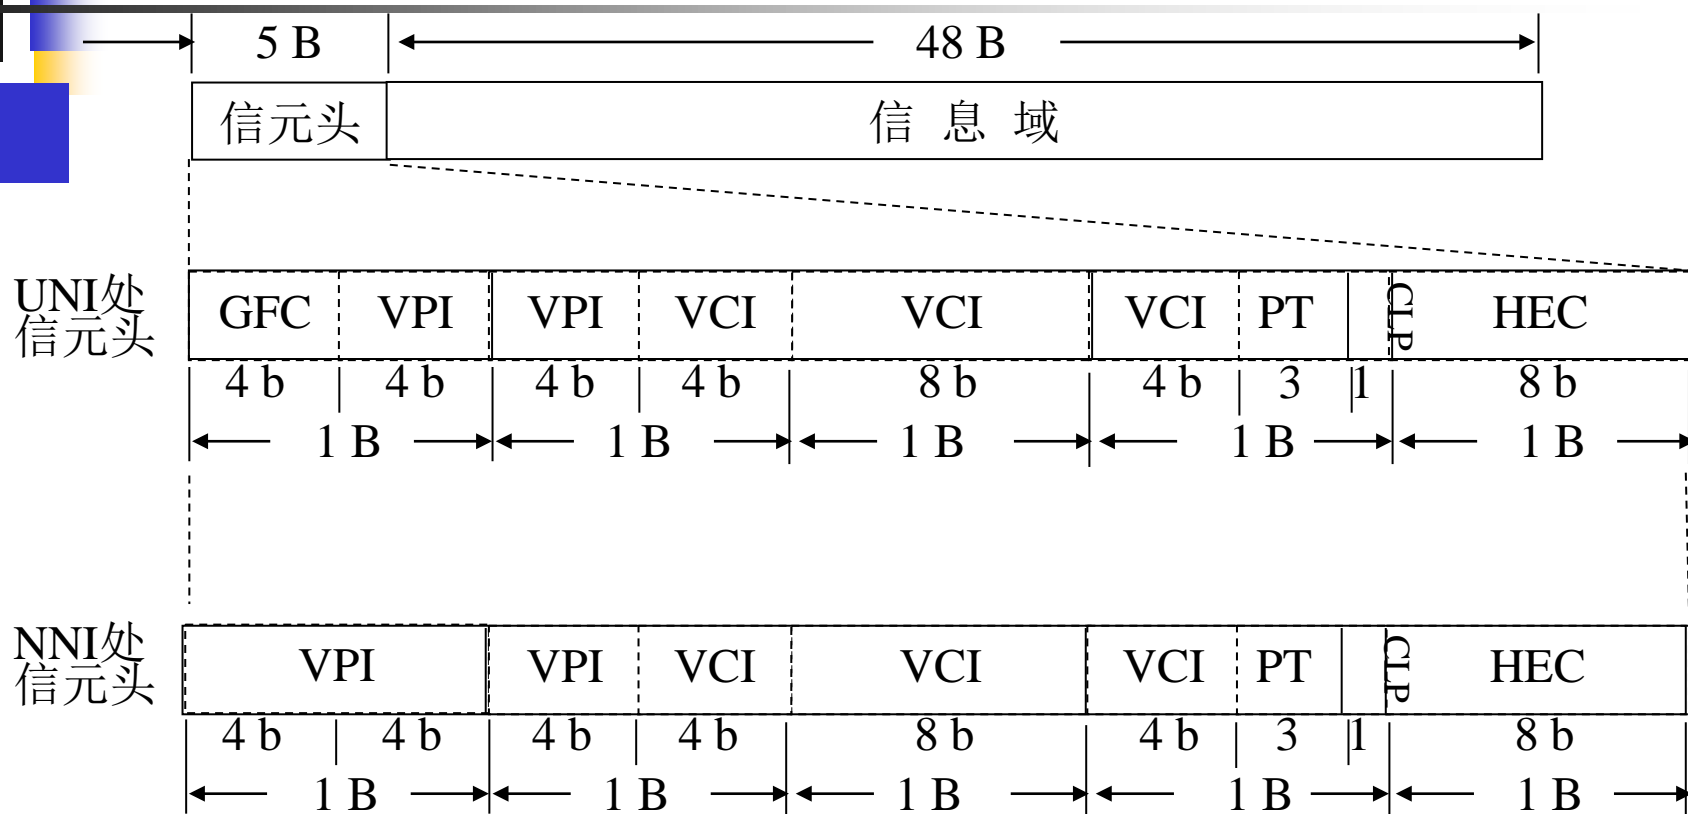 5 B 48 B
信元头 信 息 域
UNI处
信元头
GFC VPI VPI VCI VCI VCI PT CLP HEC
4 b 4 b 4 b 4 b 8 b 4 b 3 1 8 b
1 B 1 B 1 B 1 B 1 B
NNI处
信元头
VPI VPI VCI VCI VCI PT CLP HEC
4 b 4 b 4 b 4 b 8 b 4 b 3 1 8 b
1 B 1 B 1 B 1 B 1 B